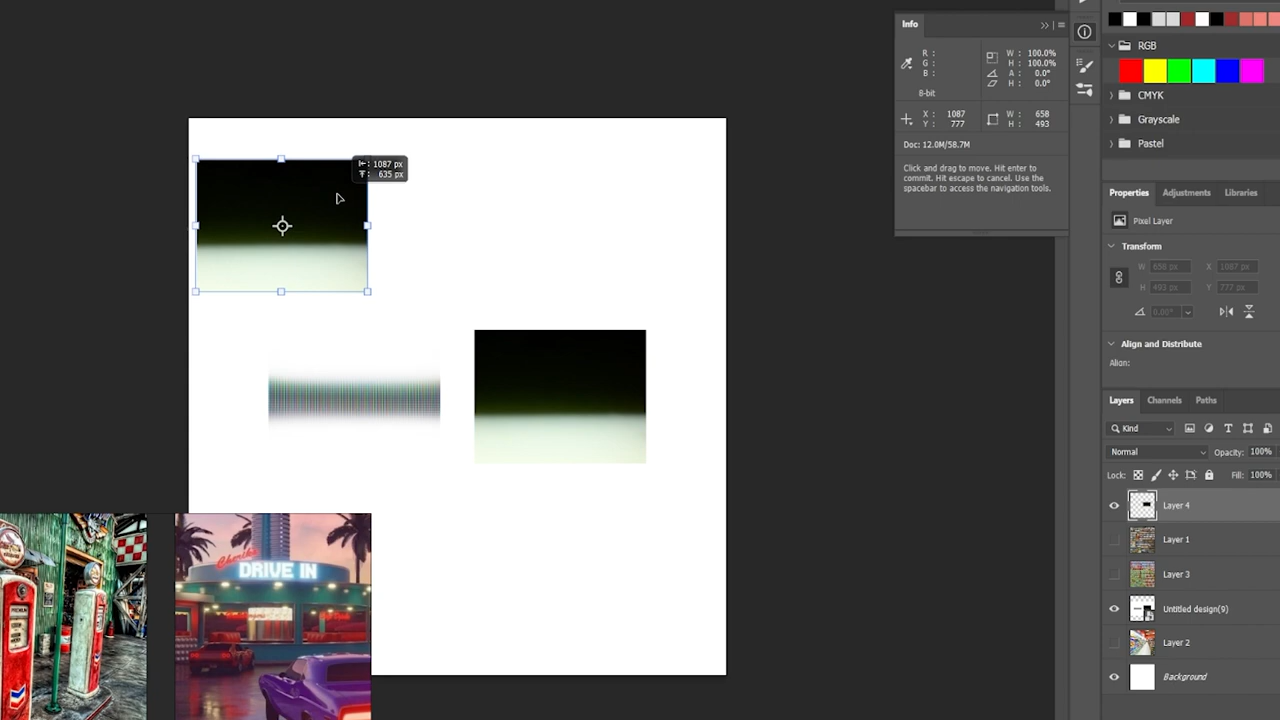 Info
R :
G :
B :
W : 100.0%
H : 100.0%
A : 0.0°
H : 0.0°
8-bit
X : 1087
Y : 777
W : 658
H : 493
Doc: 12.0M/58.7M
Click and drag to move. Hit enter to
commit. Hit escape to cancel. Use the
spacebar to access the navigation tools.
1087 px
635 px
RGB
CMYK
Grayscale
Pastel
Properties Adjustments Libraries
Pixel Layer
Transform
W 658 px X 1087 px
H 493 px Y 777 px
0.00°
Align and Distribute
Align:
Layers Channels Paths
Kind
Normal Opacity: 100%
Lock: Fill: 100%
Layer 4
Layer 1
Layer 3
Untitled design(9)
Layer 2
Background
DRIVE IN